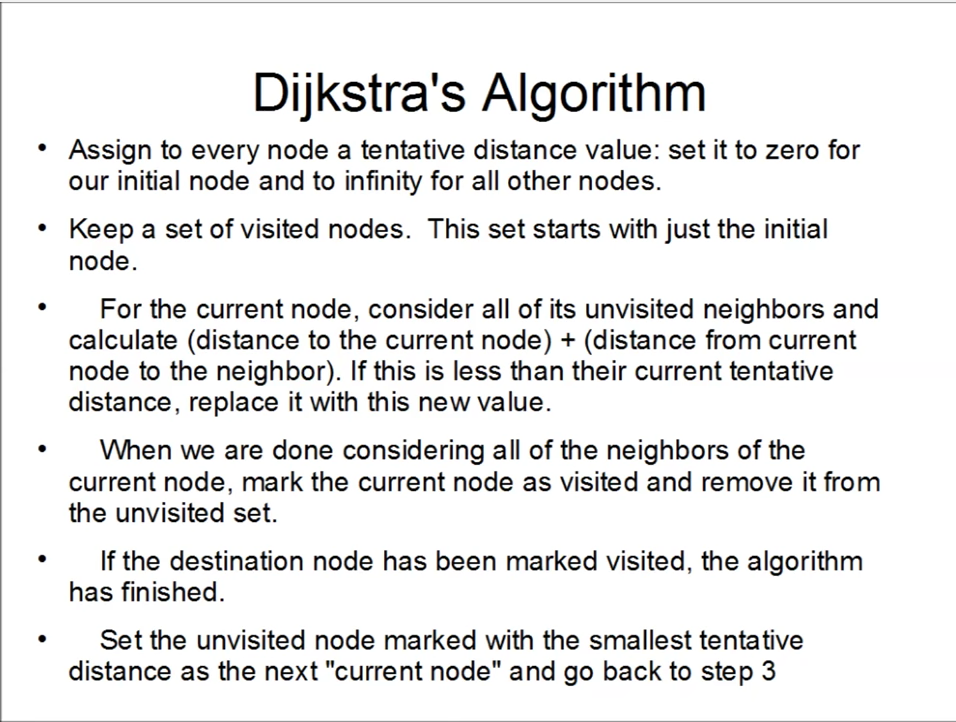 Dijkstra's Algorithm
• Assign to every node a tentative distance value: set it to zero for
our initial node and to infinity for all other nodes.
• Keep a set of visited nodes.  This set starts with just the initial
node.
• For the current node, consider all of its unvisited neighbors and
calculate (distance to the current node) + (distance from current
node to the neighbor). If this is less than their current tentative
distance, replace it with this new value.
• When we are done considering all of the neighbors of the
current node, mark the current node as visited and remove it from
the unvisited set.
• If the destination node has been marked visited, the algorithm
has finished.
• Set the unvisited node marked with the smallest tentative
distance as the next "current node" and go back to step 3